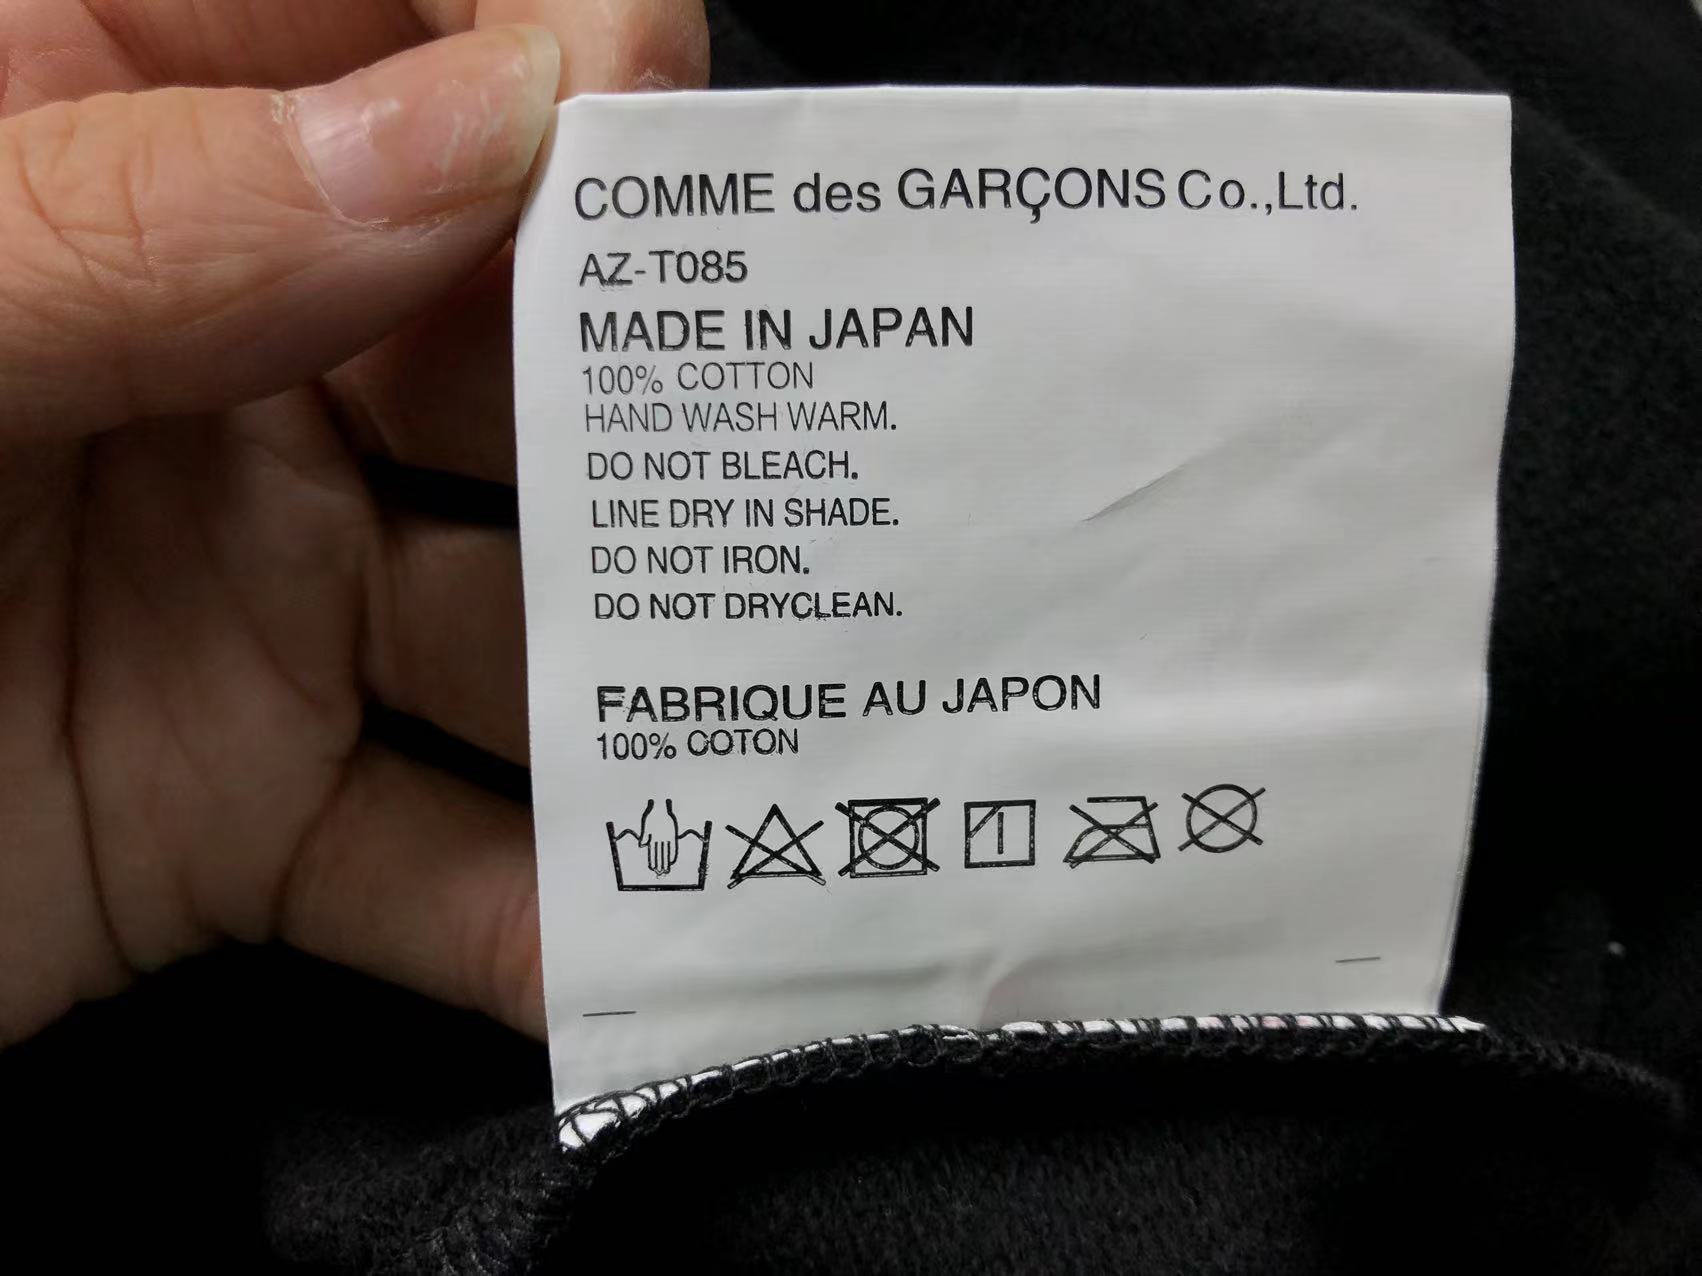 COMME des GARÇONS Co.,Ltd.
AZ-T085
MADE IN JAPAN
100% COTTON
HAND WASH WARM.
DO NOT BLEACH.
LINE DRY IN SHADE.
DO NOT IRON.
DO NOT DRYCLEAN.
FABRIQUE AU JAPON
100% COTON